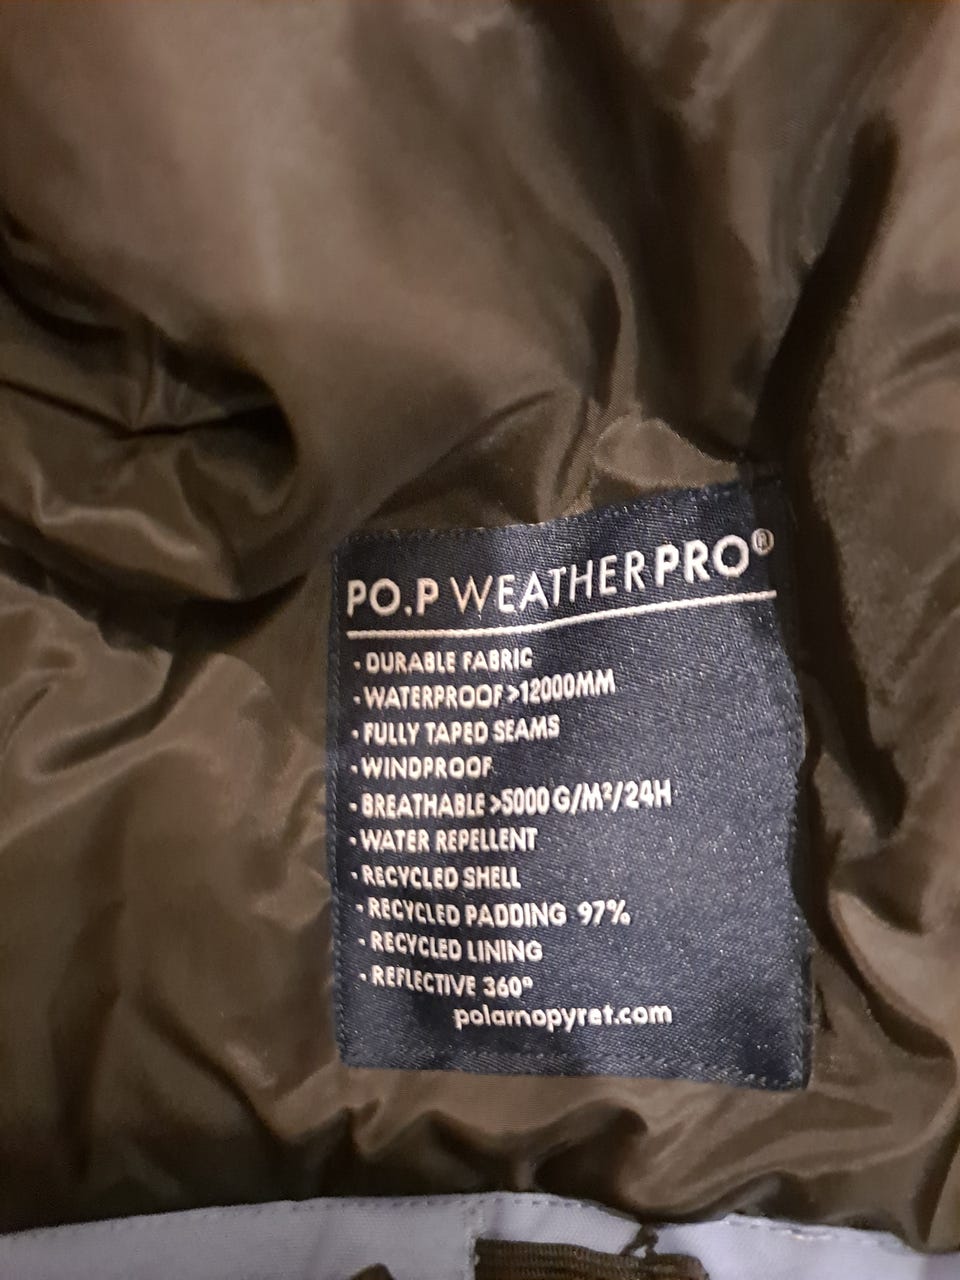 PO.P WEATHERPRO®
- DURABLE FABRIC
- WATERPROOF >12000MM
- FULLY TAPED SEAMS
- WINDPROOF
- BREATHABLE >5000 G/M²/24H
- WATER REPELLENT
- RECYCLED SHELL
- RECYCLED PADDING 97%
- RECYCLED LINING
- REFLECTIVE 360°
polarnopyret.com